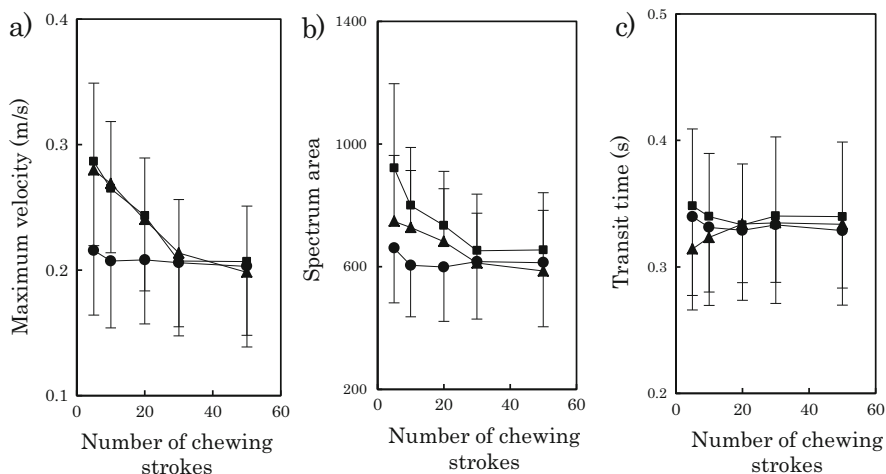 a)
Maximum velocity (m/s)
0.4
0.3
0.2
0.1
0 20 40 60
Number of chewing
strokes
b)
Spectrum area
1400
1000
600
200
0 20 40 60
Number of chewing
strokes
c)
Transit time (s)
0.5
0.4
0.3
0.2
0 20 40 60
Number of chewing
strokes